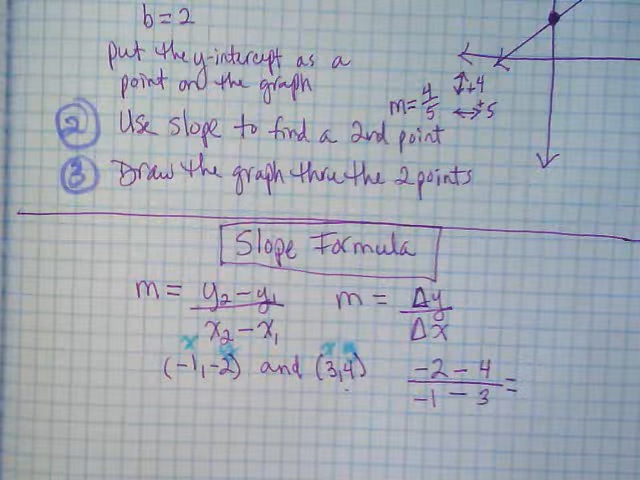 b = 2
put the y-intercept as a
point on the graph
m = 4/5 ↕ +4 ↔ +5
② Use slope to find a 2nd point
③ Draw the graph thru the 2 points
Slope Formula
m = y₂ - y₁ / x₂ - x₁ m = Δy / Δx
x x
(-1, -2) and (3, 4) -2 - 4 / -1 - 3 =